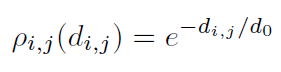 ρ_{i,j}(d_{i,j}) = e^{-d_{i,j}/d_0}